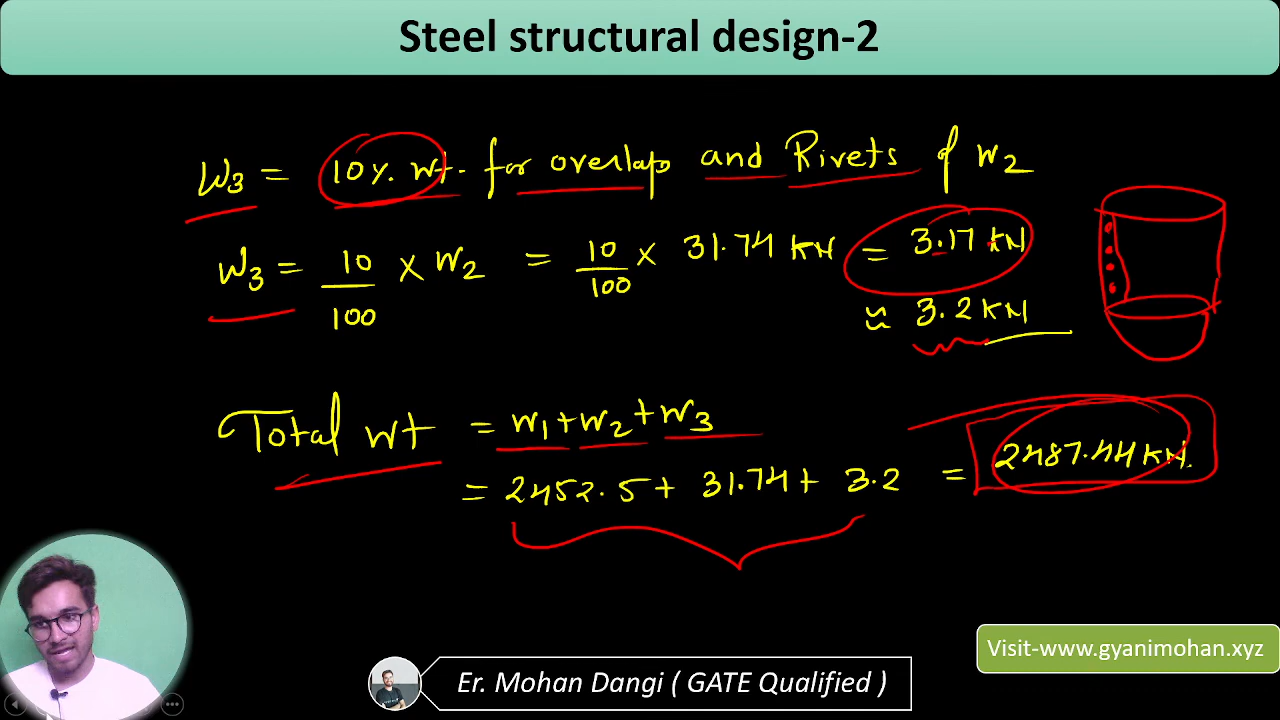 Steel structural design-2
W3 = 10%. wt. for overlap and Rivets of W2
W3 = 10/100 × W2 = 10/100 × 31.74 KN = 3.17 KN
≈ 3.2 KN
Total wt = W1+W2+W3
= 2452.5 + 31.74 + 3.2 = 2487.44 KN.
Visit-www.gyanimohan.xyz
Er. Mohan Dangi ( GATE Qualified )